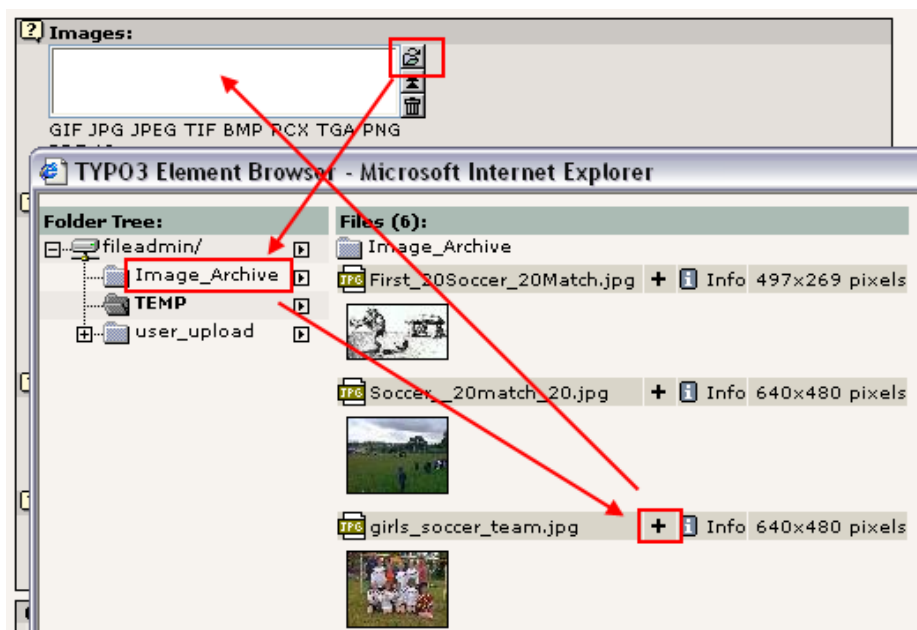 Images:
GIF JPG JPEG TIF BMP PCX TGA PNG
TYPO3 Element Browser - Microsoft Internet Explorer
Folder Tree:
fileadmin/
Image_Archive
TEMP
user_upload
Files (6):
Image_Archive
First_20Soccer_20Match.jpg + Info 497x269 pixels
Soccer__20match_20.jpg + Info 640x480 pixels
girls_soccer_team.jpg + Info 640x480 pixels